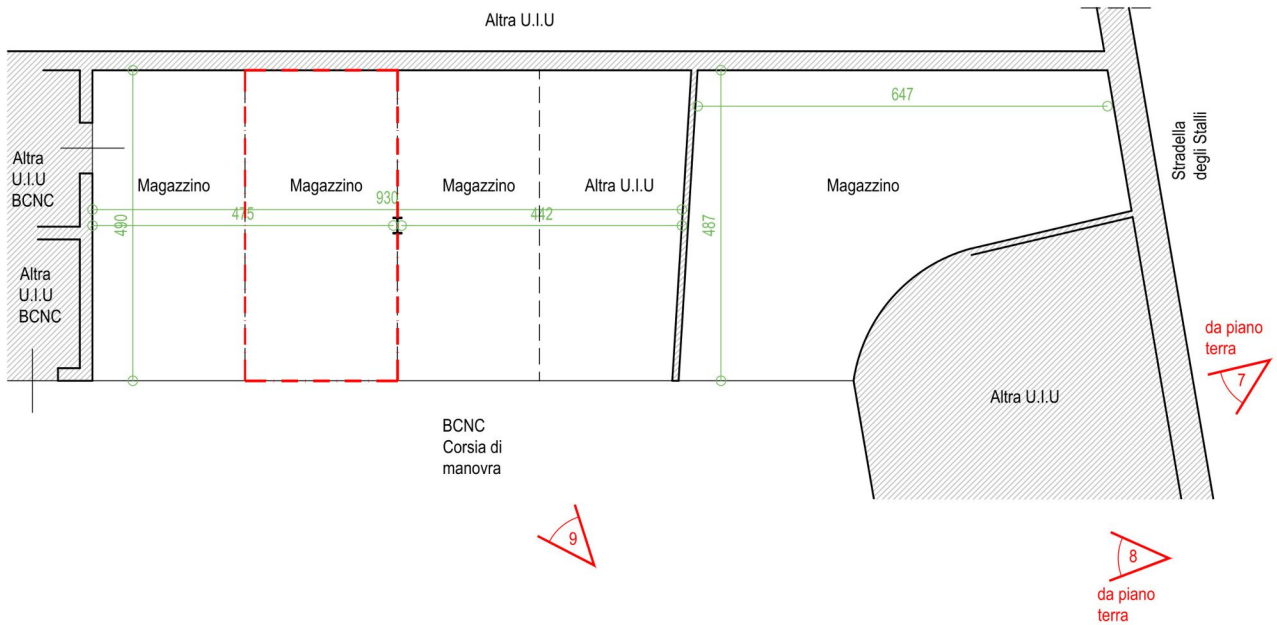 Altra U.I.U
647
Stradella
degli Stalli
Altra
U.I.U
BCNC
Magazzino
Magazzino
Magazzino
Altra U.I.U
Magazzino
930
475
442
490
487
Altra
U.I.U
BCNC
da piano
terra
7
Altra U.I.U
BCNC
Corsia di
manovra
9
8
da piano
terra